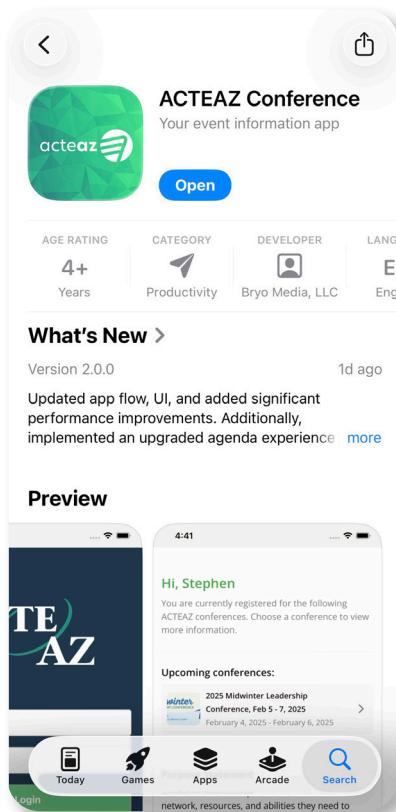 ACTEAZ Conference
Your event information app
acteaz
Open
AGE RATING
4+
Years
CATEGORY
Productivity
DEVELOPER
Bryo Media, LLC
What's New
Version 2.0.0
1d ago
Updated app flow, UI, and added significant
performance improvements. Additionally,
implemented an upgraded agenda experience more
Preview
TE
AZ
Login
4:41
Hi, Stephen
You are currently registered for the following
ACTEAZ conferences. Choose a conference to view
more information.
Upcoming conferences:
winter
2025 Midwinter Leadership
Conference, Feb 5 - 7, 2025
February 4, 2025 - February 6, 2025
network, resources, and abilities they need to
Today
Games
Apps
Arcade
Search